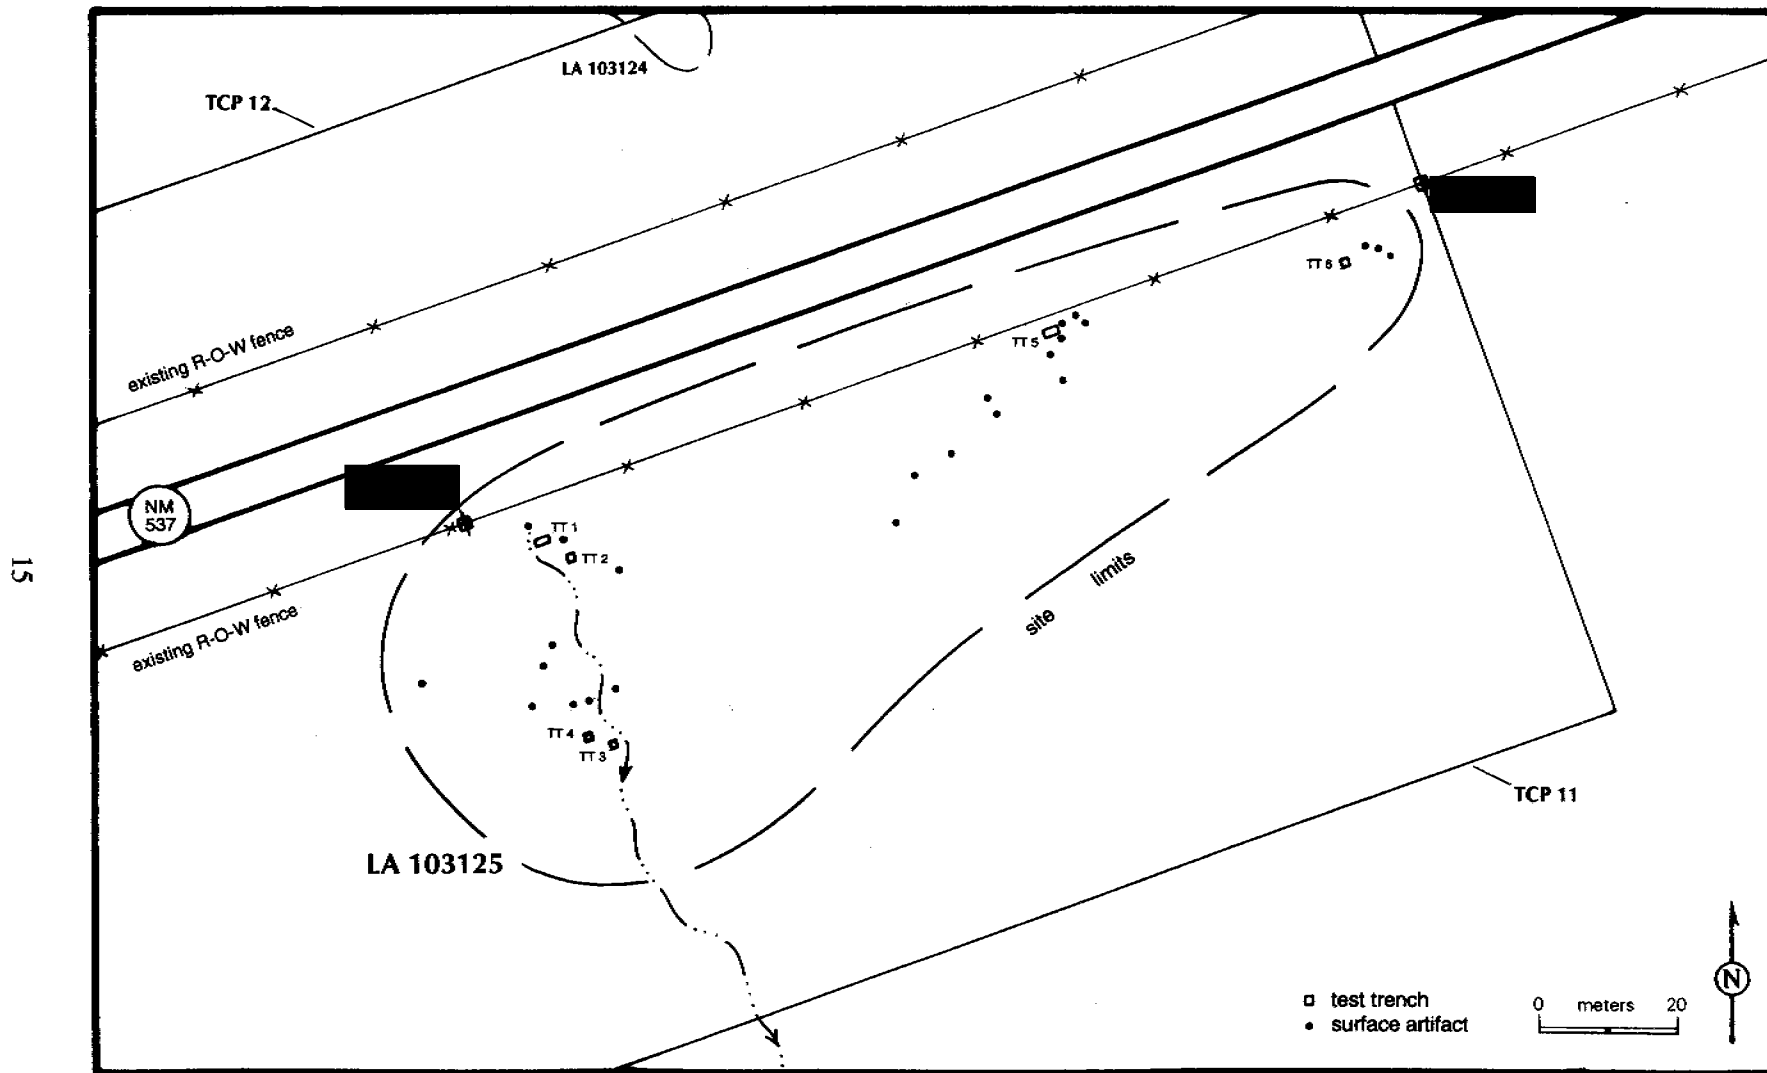 LA 103124
TCP 12
existing R-O-W fence
NM
537
existing R-O-W fence
TT 6
TT 5
TT 1
TT 2
TT 4
TT 3
site limits
LA 103125
TCP 11
15
test trench
surface artifact
0 meters 20
N